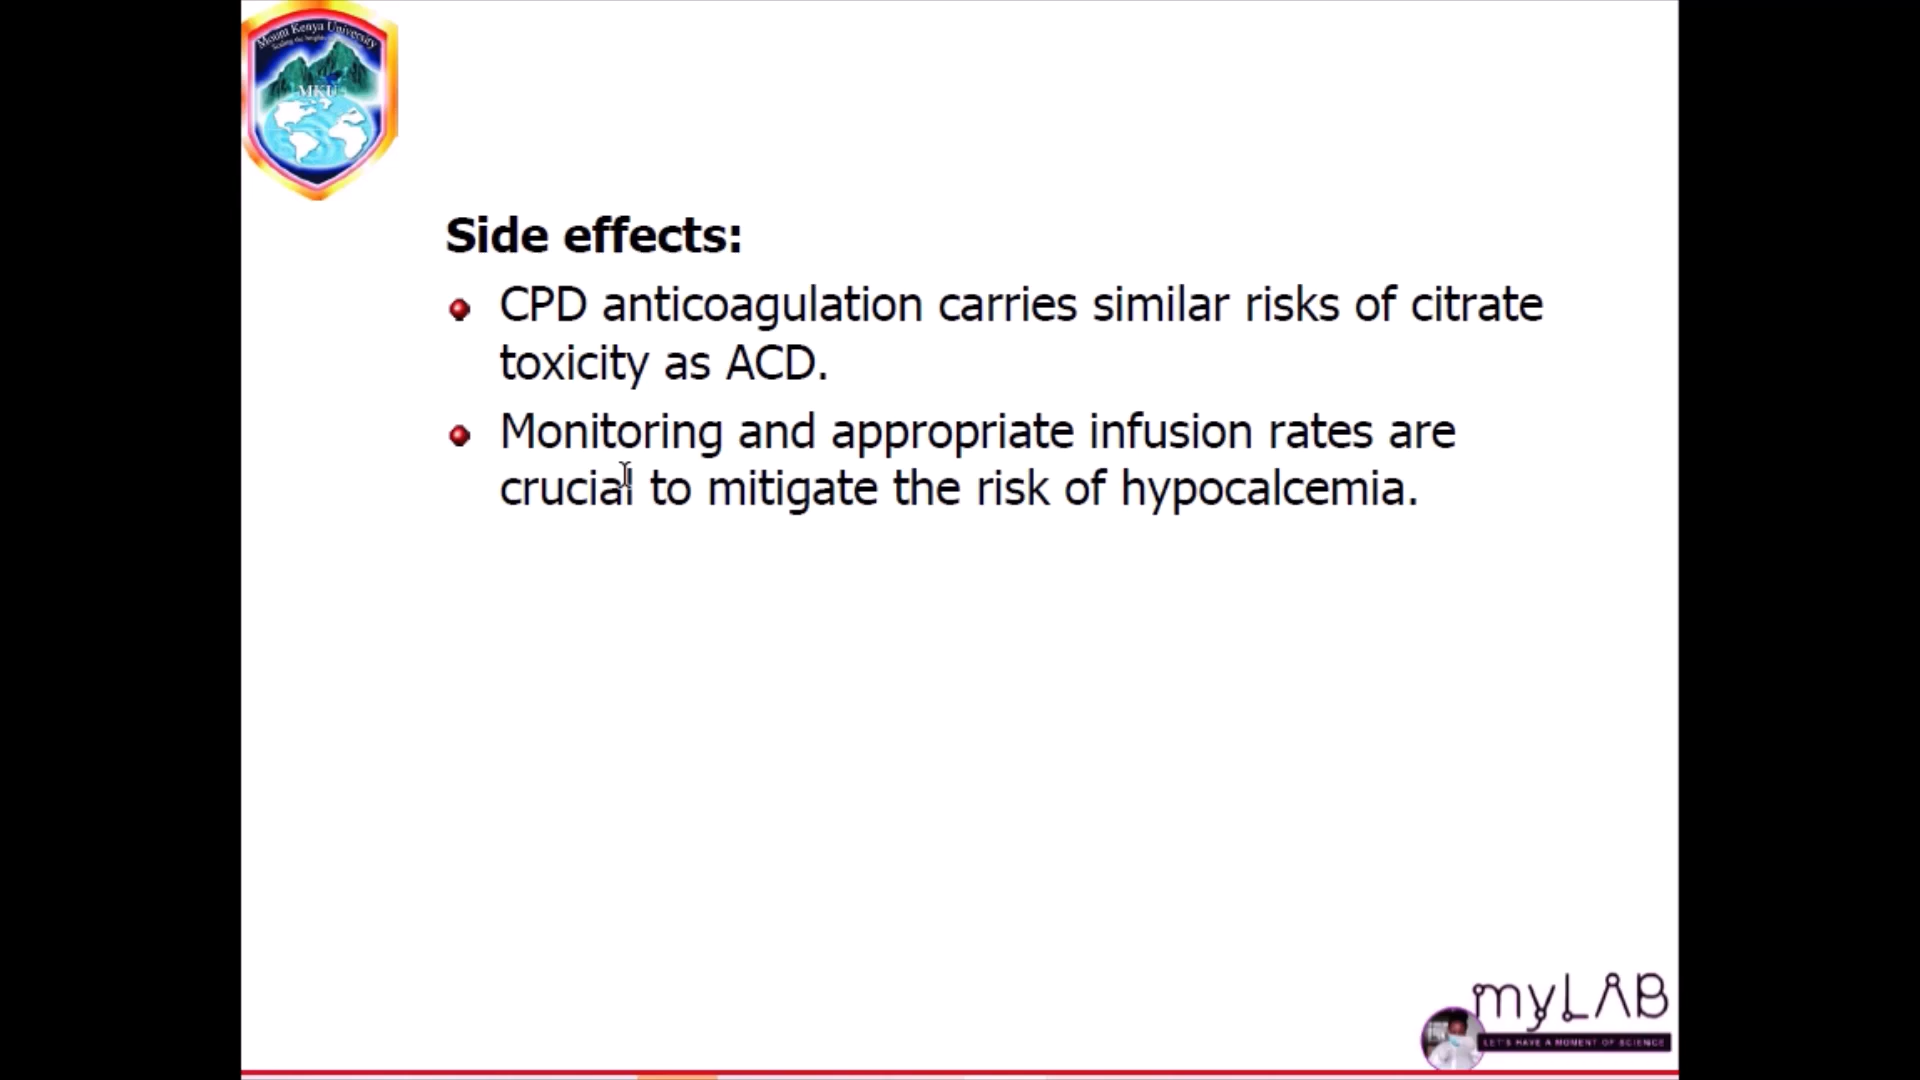 Mount Kenya University
MKU
Side effects:
CPD anticoagulation carries similar risks of citrate
toxicity as ACD.
Monitoring and appropriate infusion rates are
crucial to mitigate the risk of hypocalcemia.
myLAB
LET'S HAVE A MOMENT OF SCIENCE